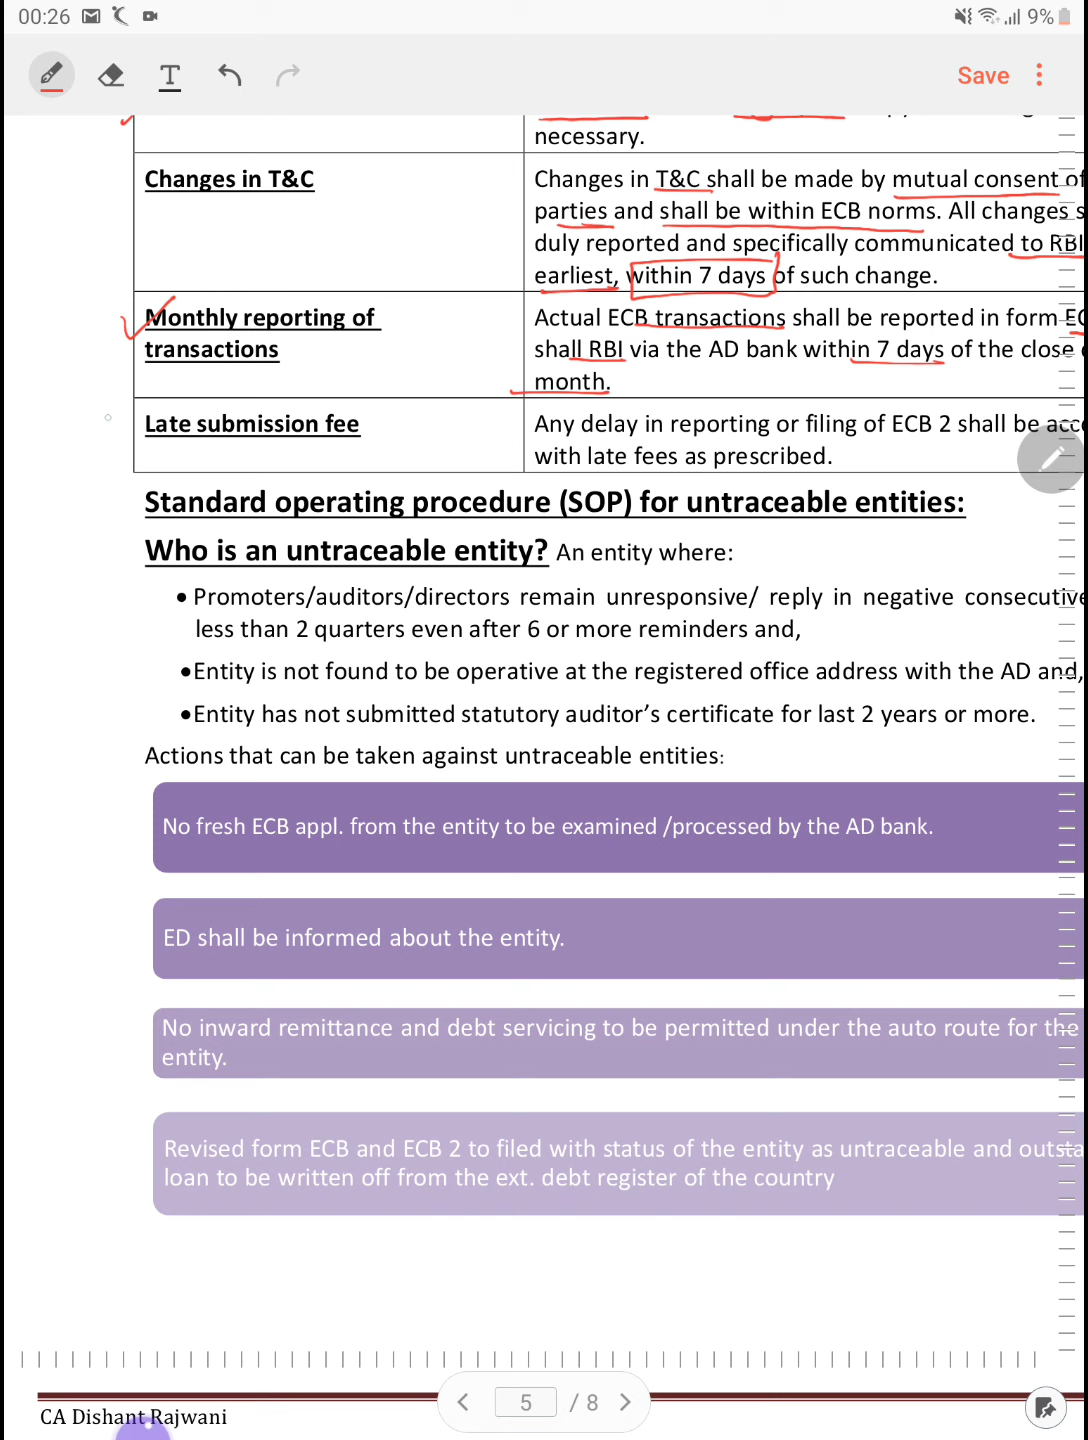 00:26
9%
T
Save
necessary.
Changes in T&C
Changes in T&C shall be made by mutual consent of
parties and shall be within ECB norms. All changes s
duly reported and specifically communicated to RBI
earliest, within 7 days of such change.
Monthly reporting of
transactions
Actual ECB transactions shall be reported in form EC
shall RBI via the AD bank within 7 days of the close
month.
Late submission fee
Any delay in reporting or filing of ECB 2 shall be acc
with late fees as prescribed.
Standard operating procedure (SOP) for untraceable entities:
Who is an untraceable entity? An entity where:
• Promoters/auditors/directors remain unresponsive/ reply in negative consecutive
less than 2 quarters even after 6 or more reminders and,
• Entity is not found to be operative at the registered office address with the AD and,
• Entity has not submitted statutory auditor's certificate for last 2 years or more.
Actions that can be taken against untraceable entities:
No fresh ECB appl. from the entity to be examined /processed by the AD bank.
ED shall be informed about the entity.
No inward remittance and debt servicing to be permitted under the auto route for the
entity.
Revised form ECB and ECB 2 to filed with status of the entity as untraceable and outsta
loan to be written off from the ext. debt register of the country
5 / 8
CA Dishant Rajwani